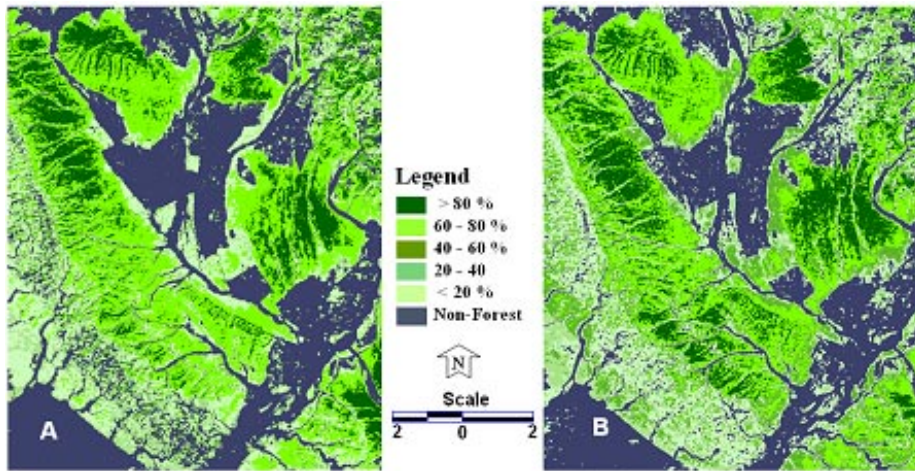 Legend
> 80 %
60 - 80 %
40 - 60 %
20 - 40
< 20 %
Non-Forest
N
Scale
2 0 2
A
B